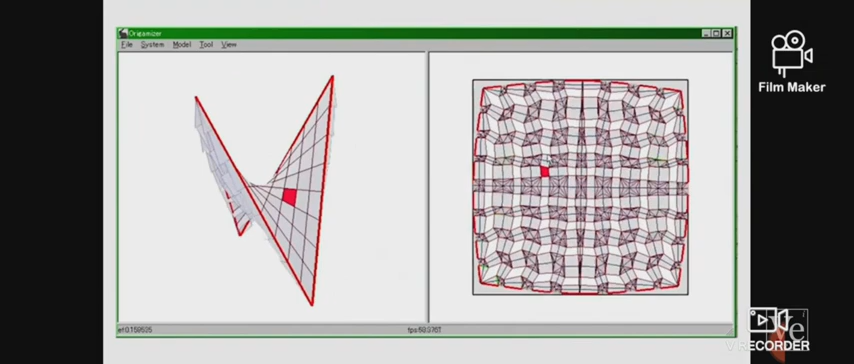 Origamizer
File System Model Tool View
Film Maker
V RECORDER